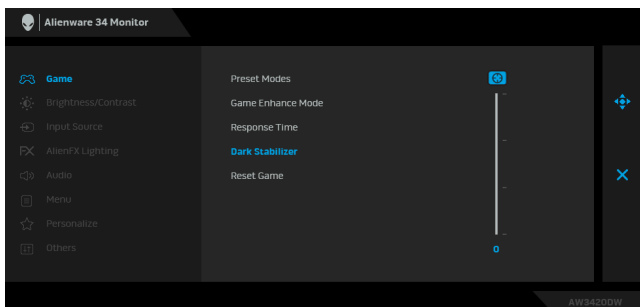 Alienware 34 Monitor
Game
Brightness/Contrast
Input Source
AlienFX Lighting
Audio
Menu
Personalize
Others
Preset Modes
Game Enhance Mode
Response Time
Dark Stabilizer
Reset Game
0
AW3420DW